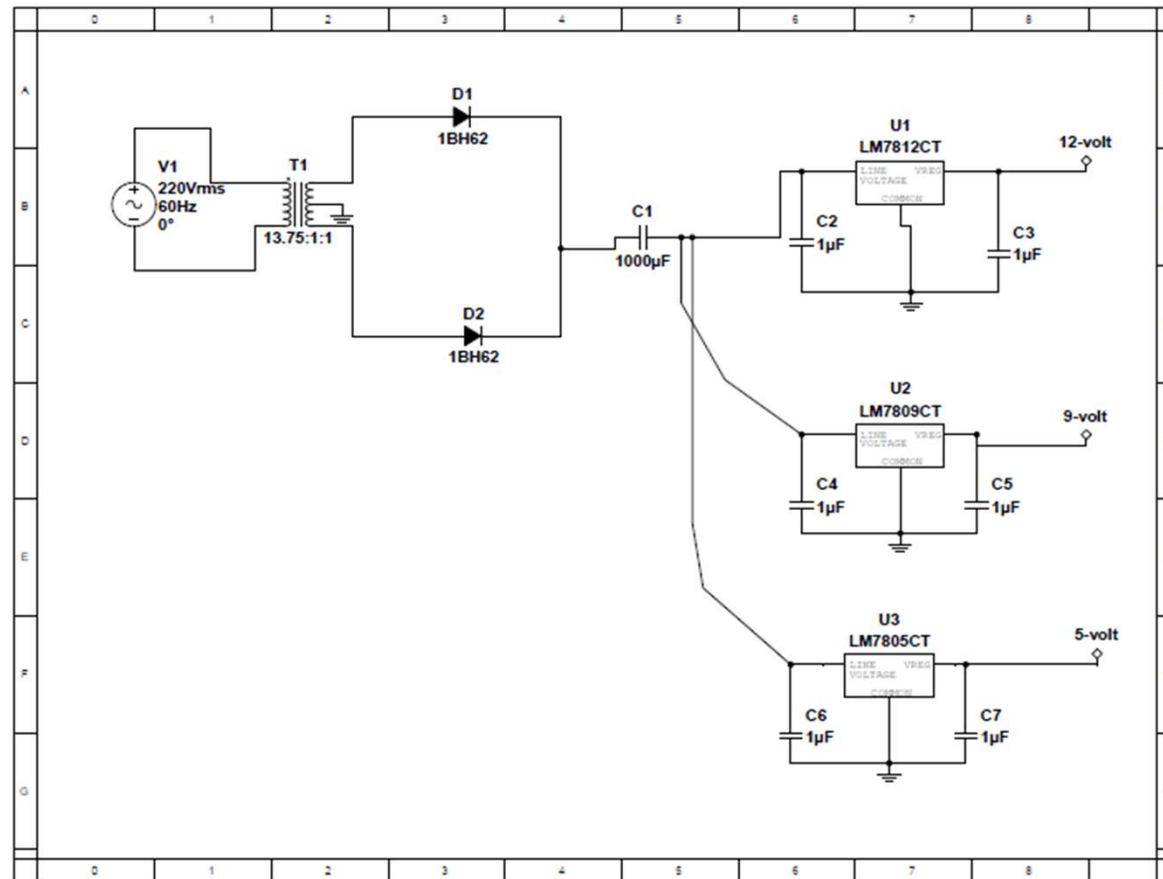 0 1 2 3 4 5 6 7 8
A
D1
1BH62
U1
LM7812CT
12-volt
LINE VREG
VOLTAGE
COMMON
V1
220Vrms
60Hz
0°
T1
13.75:1:1
B
C1
1000µF
C2
1µF
C3
1µF
C
D2
1BH62
U2
LM7809CT
9-volt
D
LINE VREG
VOLTAGE
COMMON
C4
1µF
C5
1µF
E
U3
LM7805CT
5-volt
F
LINE VREG
VOLTAGE
COMMON
C6
1µF
C7
1µF
G
0 1 2 3 4 5 6 7 8